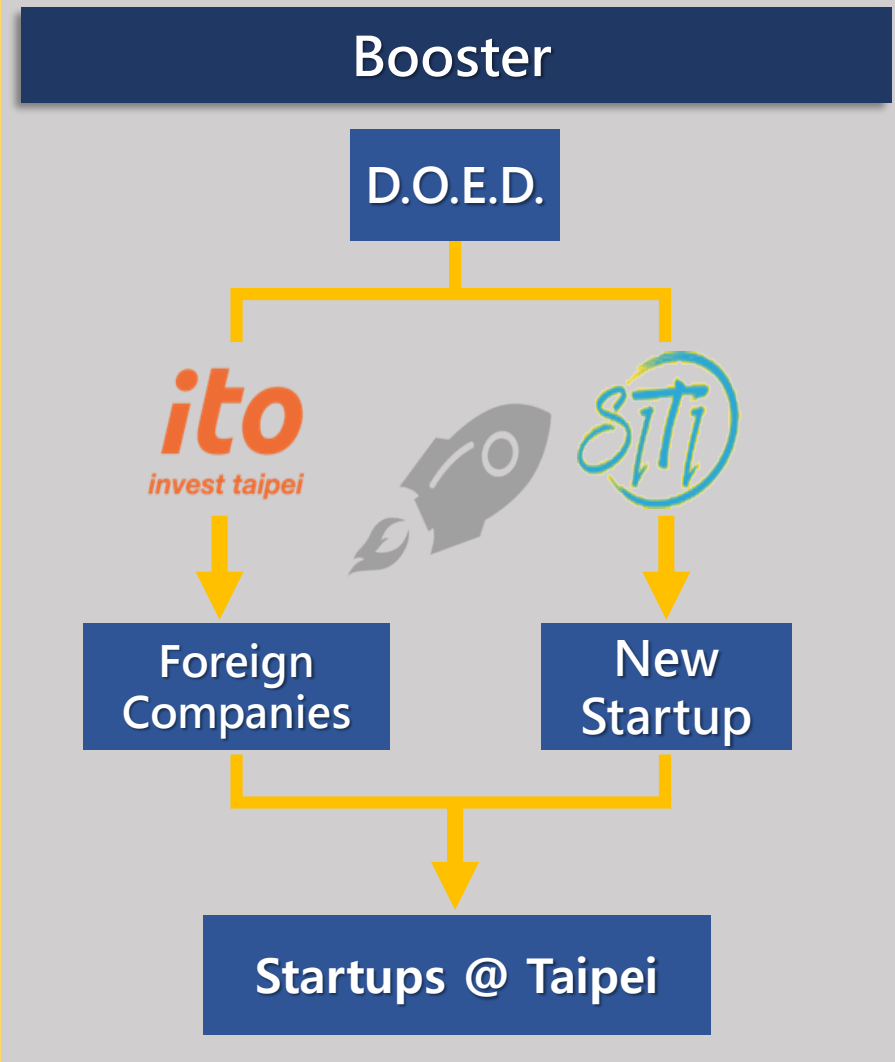 Booster
D.O.E.D.
ito
invest taipei
SiTi
Foreign
Companies
New
Startup
Startups @ Taipei